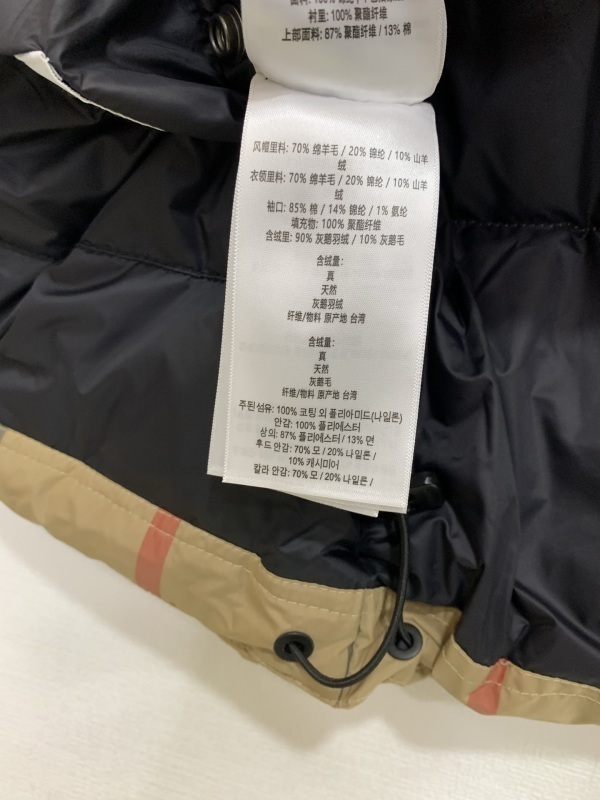 衬里: 100% 聚酯纤维
上部面料: 87% 聚酯纤维 / 13% 棉
风帽里料: 70% 绵羊毛 / 20% 锦纶 / 10% 山羊
绒
衣领里料: 70% 绵羊毛 / 20% 锦纶 / 10% 山羊
绒
袖口: 85% 棉 / 14% 锦纶 / 1% 氨纶
填充物: 100% 聚酯纤维
含绒里: 90% 灰鹅羽绒 / 10% 灰鹅毛
含绒量:
真
天然
灰鹅羽绒
纤维/物料 原产地 台湾
含绒量:
真
天然
灰鹅毛
纤维/物料 原产地 台湾
주된 섬유: 100% 코팅 외 폴리아미드(나일론)
안감: 100% 폴리에스터
상의: 87% 폴리에스터 / 13% 면
후드 안감: 70% 모 / 20% 나일론 /
10% 캐시미어
칼라 안감: 70% 모 / 20% 나일론 /